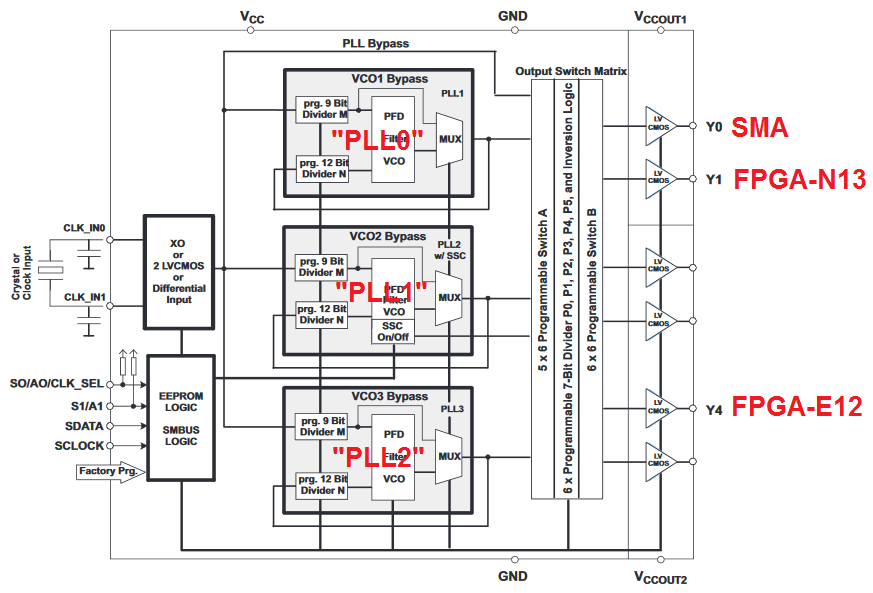 VCC
GND
VCCOUT1
PLL Bypass
Output Switch Matrix
VCO1 Bypass
PLL1
prg. 9 Bit
Divider M
PFD
Filter
VCO
MUX
prg. 12 Bit
Divider N
"PLL0"
LV
CMOS
Y0
SMA
LV
CMOS
Y1
FPGA-N13
CLK_IN0
Crystal or
Clock Input
CLK_IN1
XO
or
2 LVCMOS
or
Differential
Input
VCO2 Bypass
PLL2
w/ SSC
prg. 9 Bit
Divider M
PFD
Filter
VCO
SSC
On/Off
MUX
prg. 12 Bit
Divider N
"PLL1"
5 x 6 Programmable Switch A
6 x Programmable 7-Bit Divider P0, P1, P2, P3, P4, P5, and Inversion Logic
6 x 6 Programmable Switch B
LV
CMOS
LV
CMOS
SO/AO/CLK_SEL
S1/A1
SDATA
SCLOCK
Factory Prg.
EEPROM
LOGIC
SMBUS
LOGIC
VCO3 Bypass
PLL3
prg. 9 Bit
Divider M
PFD
Filter
VCO
MUX
prg. 12 Bit
Divider N
"PLL2"
LV
CMOS
Y4
FPGA-E12
LV
CMOS
GND
VCCOUT2